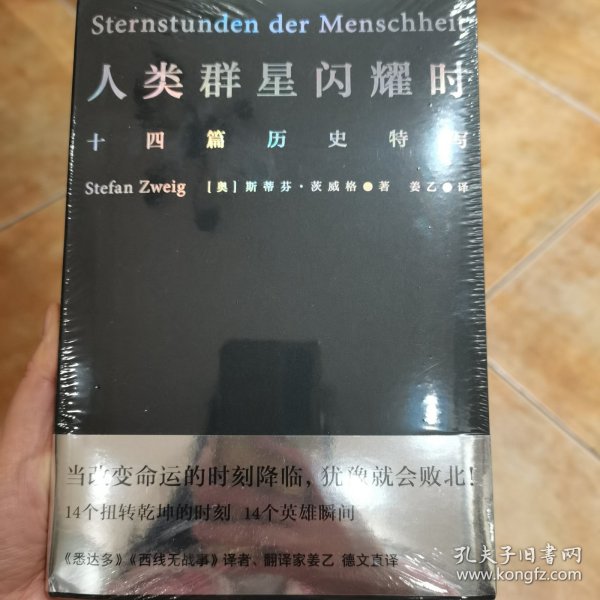 Sternstunden der Menschheit
人类群星闪耀时
十四篇历史特写
Stefan Zweig [奥]斯蒂芬·茨威格 著 姜乙 译
当改变命运的时刻降临，犹豫就会败北！
14个扭转乾坤的时刻 14个英雄瞬间
《悉达多》《西线无战事》译者、翻译家姜乙 德文直译
孔夫子旧书网
www.kongfz.com